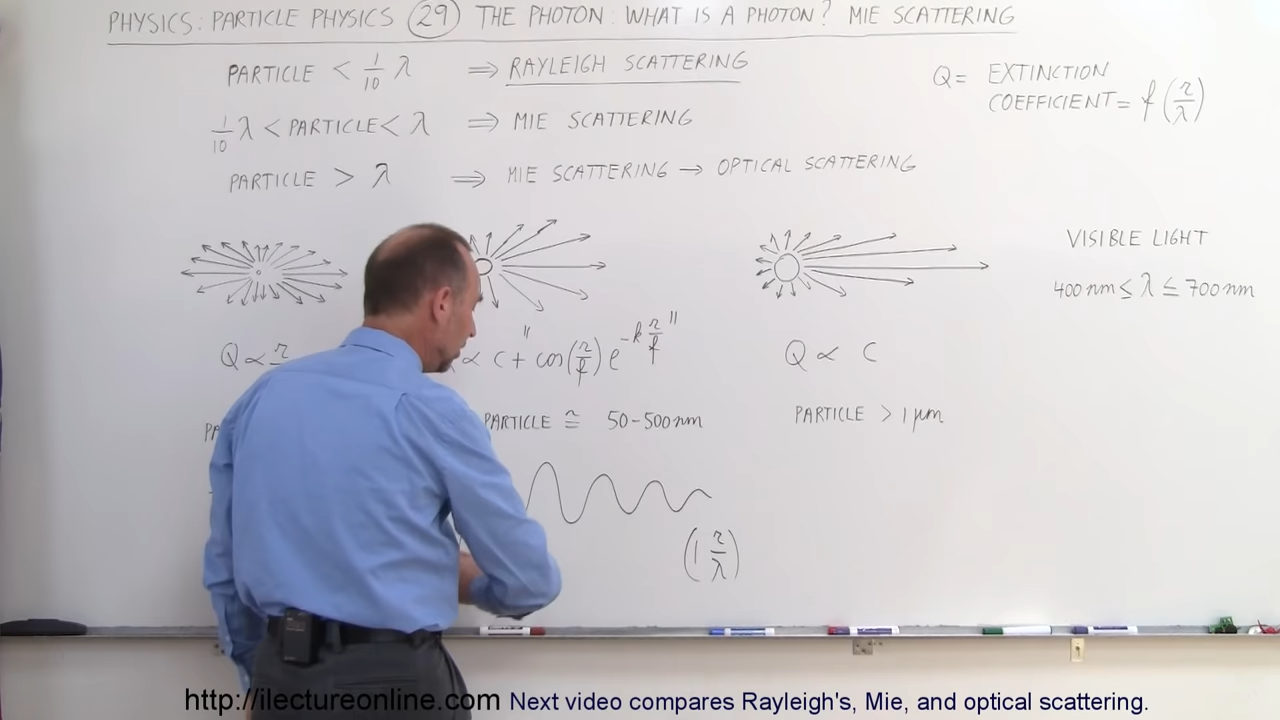 PHYSICS: PARTICLE PHYSICS (29) THE PHOTON: WHAT IS A PHOTON? MIE SCATTERING
PARTICLE < 1/10 λ ⇒ RAYLEIGH SCATTERING
1/10 λ < PARTICLE < λ ⇒ MIE SCATTERING
PARTICLE > λ ⇒ MIE SCATTERING → OPTICAL SCATTERING
Q = EXTINCTION
COEFFICIENT = f(r/λ)
VISIBLE LIGHT
400 nm ≤ λ ≤ 700 nm
Q ∝ r
∝ C + "cos(r/f) e^(-k r/f)"
Q ∝ C
PARTICLE ≅ 50-500 nm
PARTICLE > 1 μm
(r/λ)
http://ilectureonline.com Next video compares Rayleigh's, Mie, and optical scattering.